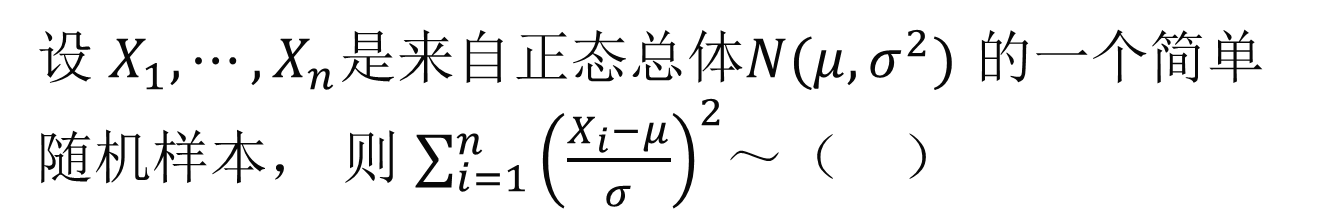 设 X₁,⋯,Xₙ是来自正态总体N(μ,σ²) 的一个简单
随机样本， 则 ∑ᵢ₌₁ⁿ ((Xᵢ−μ)/σ)² ～（ ）